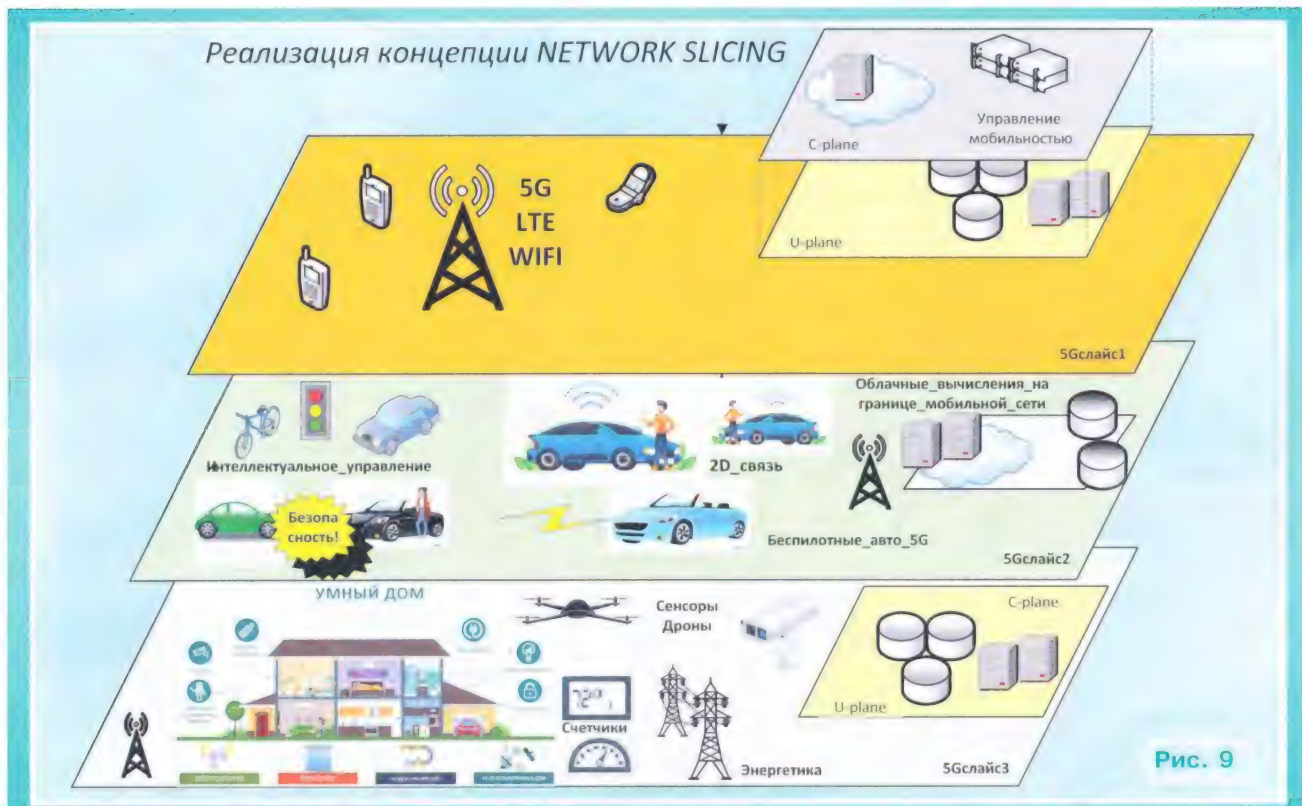 Реализация концепции NETWORK SLICING
C-plane
Управление
мобильностью
5G
LTE
WIFI
U-plane
5Gслайс1
Облачные_вычисления_на
границе_мобильной_сети
Интеллектуальное_управление
2D_связь
Безопа
сность!
Беспилотные_авто_5G
5Gслайс2
УМНЫЙ ДОМ
Сенсоры
Дроны
C-plane
72°
U-plane
Счетчики
Энергетика
5Gслайс3
Рис. 9